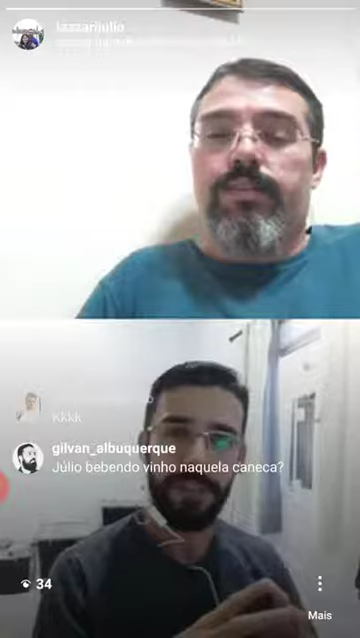 lazzarijulio
Kkkk
gilvan_albuquerque
Júlio bebendo vinho naquela caneca?
34
Mais